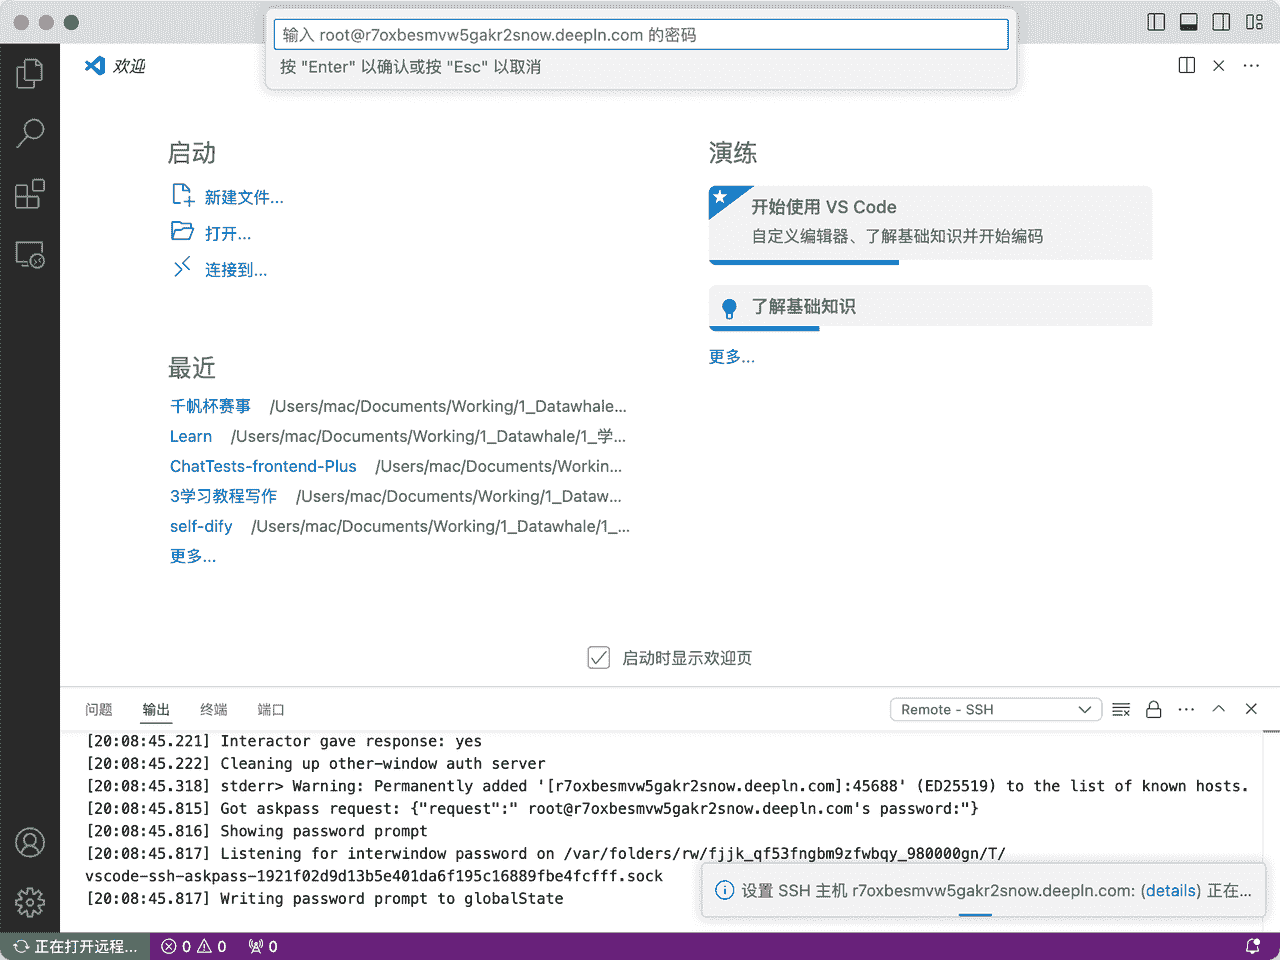 输入 root@r7oxbesmvw5gakr2snow.deepln.com 的密码
按 "Enter" 以确认或按 "Esc" 以取消
欢迎
启动
新建文件...
打开...
连接到...
最近
千帆杯赛事 /Users/mac/Documents/Working/1_Datawhale...
Learn /Users/mac/Documents/Working/1_Datawhale/1_学...
ChatTests-frontend-Plus /Users/mac/Documents/Workin...
3学习教程写作 /Users/mac/Documents/Working/1_Dataw...
self-dify /Users/mac/Documents/Working/1_Datawhale/1_...
更多...
演练
开始使用 VS Code
自定义编辑器、了解基础知识并开始编码
了解基础知识
更多...
启动时显示欢迎页
问题 输出 终端 端口
Remote - SSH
[20:08:45.221] Interactor gave response: yes
[20:08:45.222] Cleaning up other-window auth server
[20:08:45.318] stderr> Warning: Permanently added '[r7oxbesmvw5gakr2snow.deepln.com]:45688' (ED25519) to the list of known hosts.
[20:08:45.815] Got askpass request: {"request":" root@r7oxbesmvw5gakr2snow.deepln.com's password:"}
[20:08:45.816] Showing password prompt
[20:08:45.817] Listening for interwindow password on /var/folders/rw/fjjk_qf53fngbm9zfwbqy_980000gn/T/
vscode-ssh-askpass-1921f02d9d13b5e401da6f195c16889fbe4fcfff.sock
[20:08:45.817] Writing password prompt to globalState
设置 SSH 主机 r7oxbesmvw5gakr2snow.deepln.com: (details) 正在...
正在打开远程... 0 0 0